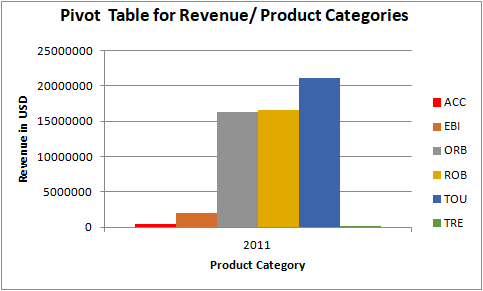 Pivot  Table for Revenue/ Product Categories
Revenue in USD
25000000
20000000
15000000
10000000
5000000
0
2011
Product Category
ACC
EBI
ORB
ROB
TOU
TRE